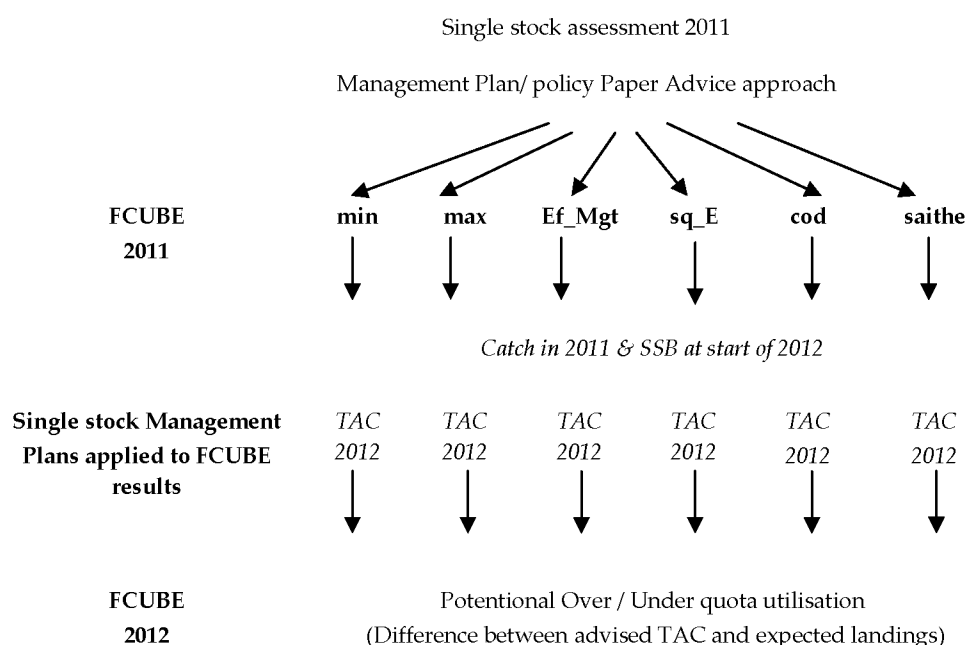 Single stock assessment 2011
Management Plan/ policy Paper Advice approach
FCUBE
2011
min max Ef_Mgt sq_E cod saithe
Catch in 2011 & SSB at start of 2012
Single stock Management
Plans applied to FCUBE
results
TAC TAC TAC TAC TAC TAC
2012 2012 2012 2012 2012 2012
FCUBE
2012
Potentional Over / Under quota utilisation
(Difference between advised TAC and expected landings)